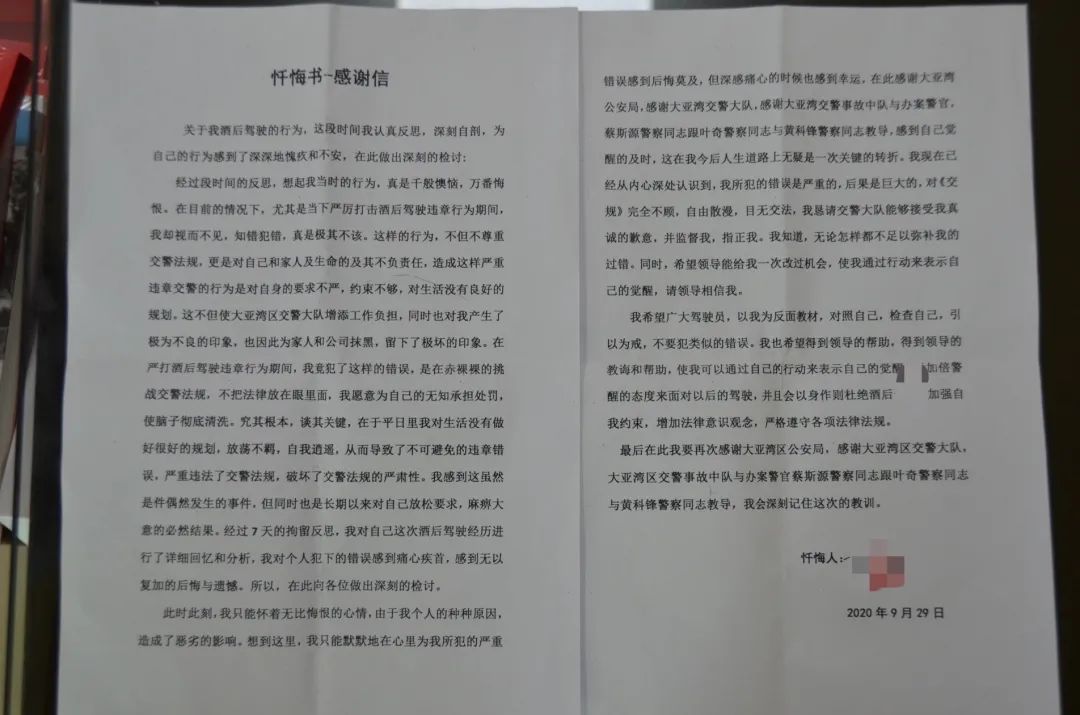 忏悔书-感谢信
关于我酒后驾驶的行为，这段时间我认真反思，深刻自剖，为
自己的行为感到了深深地愧疚和不安，在此做出深刻的检讨:
经过段时间的反思，想起我当时的行为，真是千般懊恼，万番悔
恨。在目前的情况下，尤其是当下严厉打击酒后驾驶违章行为期间，
我却视而不见，知错犯错，真是极其不该。这样的行为，不但不尊重
交警法规，更是对自己和家人及生命的及其不负责任，造成这样严重
违章交警的行为是对自身的要求不严，约束不够，对生活没有良好的
规划。这不但使大亚湾区交警大队增添工作负担，同时也对我产生了
极为不良的印象，也因此为家人和公司抹黑，留下了极坏的印象。在
严打酒后驾驶违章行为期间，我竟犯了这样的错误，是在赤裸裸的挑
战交警法规，不把法律放在眼里面，我愿意为自己的无知承担处罚，
使脑子彻底清洗。究其根本，谈其关键，在于平日里我对生活没有做
好很好的规划，放荡不羁，自我逍遥，从而导致了不可避免的违章错
误，严重违法了交警法规，破坏了交警法规的严肃性。我感到这虽然
是件偶然发生的事件，但同时也是长期以来对自己放松要求，麻痹大
意的必然结果。经过 7 天的拘留反思，我对自己这次酒后驾驶经历进
行了详细回忆和分析，我对个人犯下的错误感到痛心疾首，感到无以
复加的后悔与遗憾。所以，在此向各位做出深刻的检讨。
此时此刻，我只能怀着无比悔恨的心情，由于我个人的种种原因，
造成了恶劣的影响。想到这里，我只能默默地在心里为我所犯的严重
错误感到后悔莫及，但深感痛心的时候也感到幸运，在此感谢大亚湾
公安局，感谢大亚湾交警大队，感谢大亚湾交警事故中队与办案警官，
蔡斯源警察同志跟叶奇警察同志与黄科锋警察同志教导，感到自己觉
醒的及时，这在我今后人生道路上无疑是一次关键的转折。我现在已
经从内心深处认识到，我所犯的错误是严重的，后果是巨大的，对《交
规》完全不顾，自由散漫，目无交法，我恳请交警大队能够接受我真
诚的歉意，并监督我，指正我。我知道，无论怎样都不足以弥补我的
过错。同时，希望领导能给我一次改过机会，使我通过行动来表示自
己的觉醒，请领导相信我。
我希望广大驾驶员，以我为反面教材，对照自己，检查自己，引
以为戒，不要犯类似的错误。我也希望得到领导的帮助，得到领导的
教诲和帮助，使我可以通过自己的行动来表示自己的觉醒 加倍警
醒的态度来面对以后的驾驶，并且会以身作则杜绝酒后 加强自
我约束，增加法律意识观念，严格遵守各项法律法规。
最后在此我要再次感谢大亚湾区公安局，感谢大亚湾区交警大队，
大亚湾区交警事故中队与办案警官蔡斯源警察同志跟叶奇警察同志
与黄科锋警察同志教导，我会深刻记住这次的教训。
忏悔人:
2020 年 9 月 29 日